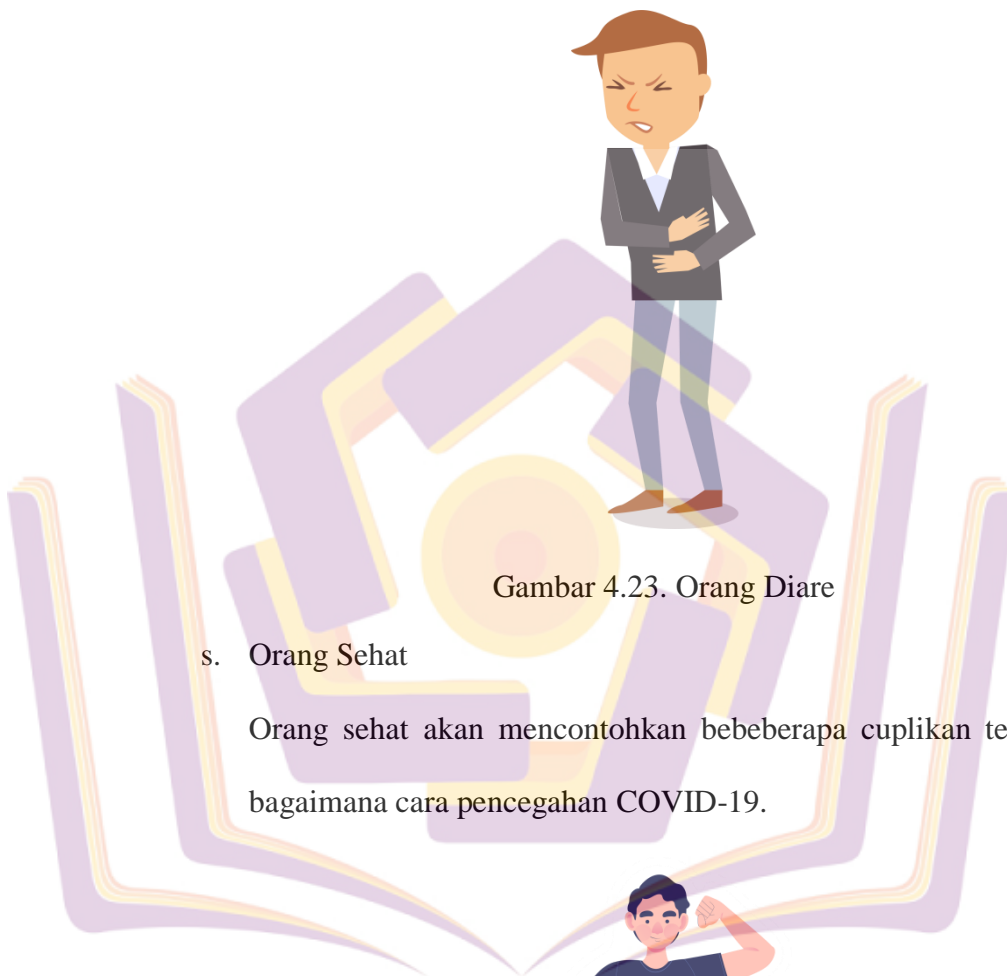 Gambar 4.23. Orang Diare
s. Orang Sehat
Orang sehat akan mencontohkan bebeberapa cuplikan te
bagaimana cara pencegahan COVID-19.